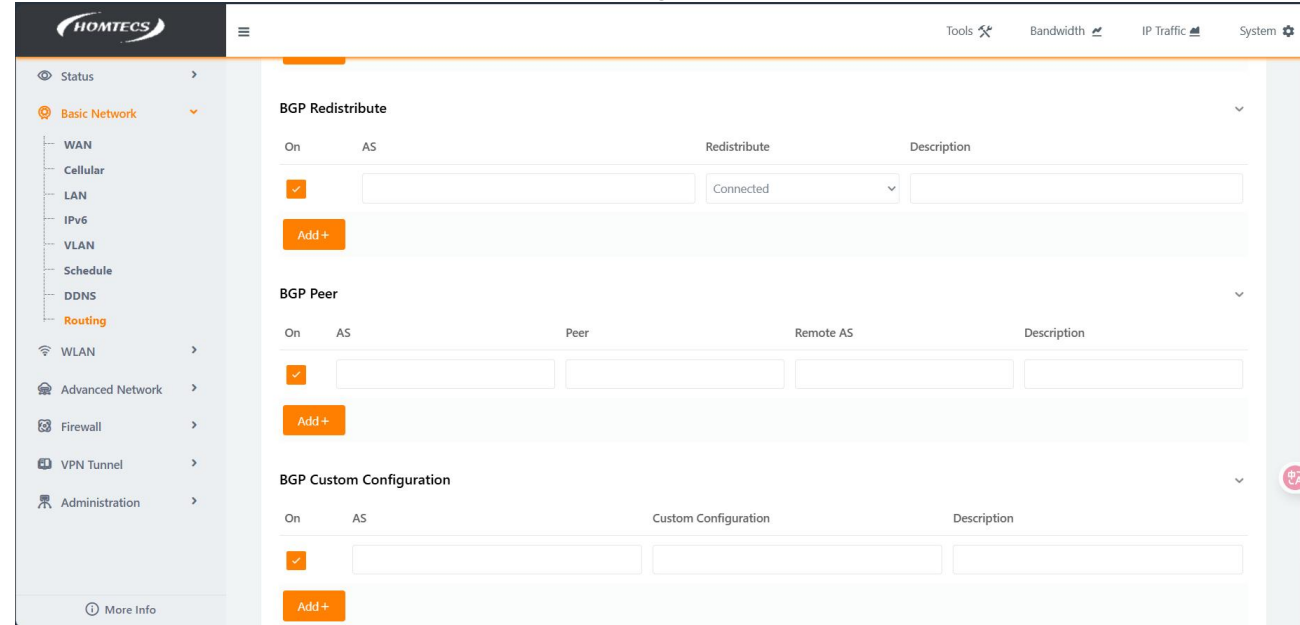 HOMTECS
Tools Bandwidth IP Traffic System
Status
Basic Network
WAN
Cellular
LAN
IPv6
VLAN
Schedule
DDNS
Routing
WLAN
Advanced Network
Firewall
VPN Tunnel
Administration
More Info
BGP Redistribute
On AS Redistribute Description
Connected
Add +
BGP Peer
On AS Peer Remote AS Description
Add +
BGP Custom Configuration
On AS Custom Configuration Description
Add +